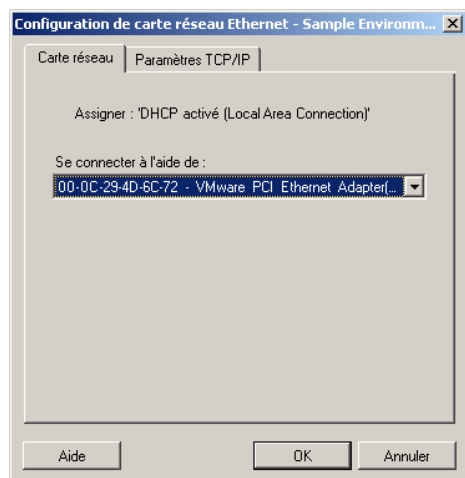 Configuration de carte réseau Ethernet - Sample Environm...
Carte réseau Paramètres TCP/IP
Assigner : 'DHCP activé (Local Area Connection)'
Se connecter à l'aide de :
00-0C-29-4D-6C-72 - VMware PCI Ethernet Adapter(...
Aide OK Annuler